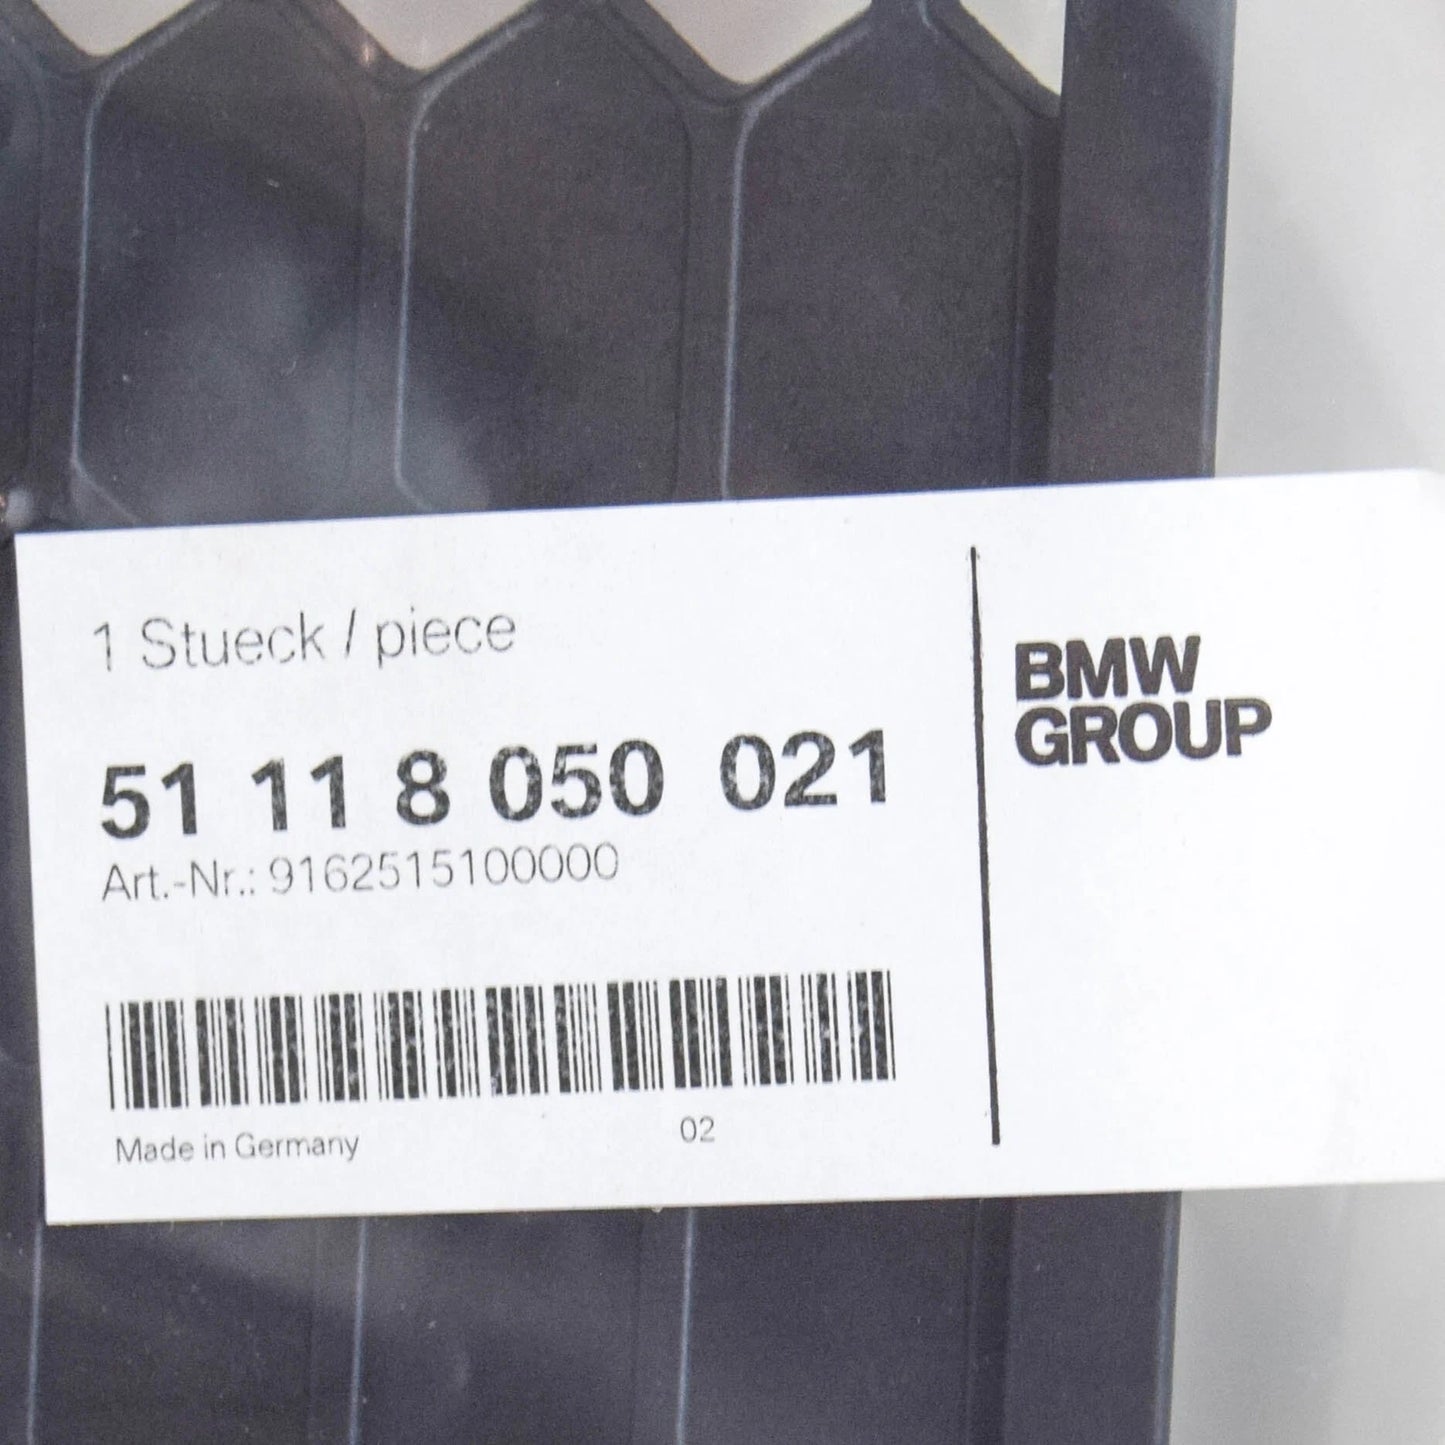 1 Stueck / piece
51 11 8 050 021
Art.-Nr.: 9162515100000
Made in Germany
02
BMW
GROUP